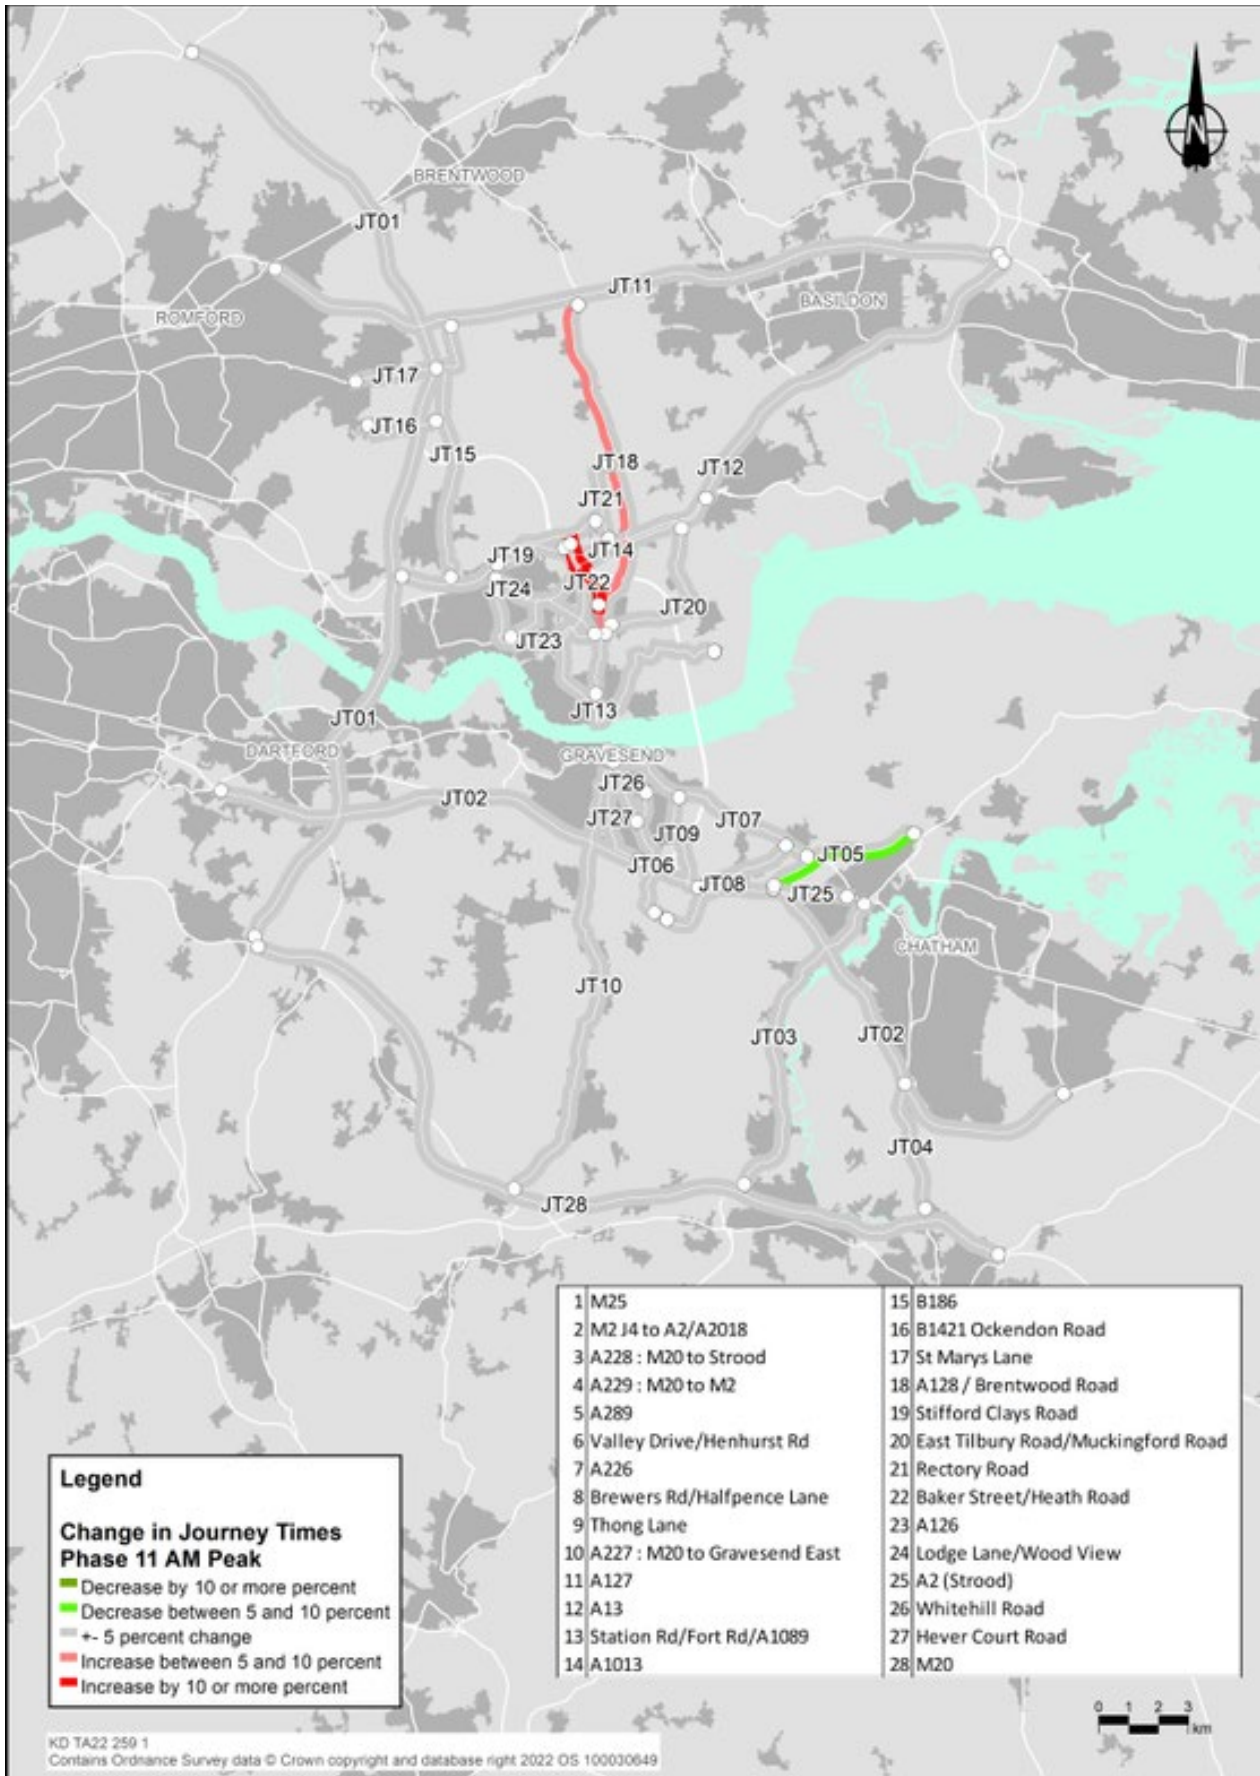 N
BRENTWOOD
JT01
JT11
BASILDON
ROMFORD
JT17
JT16
JT15
JT18
JT12
JT21
JT19
JT14
JT24
JT22
JT20
JT23
JT13
JT01
DARTFORD
GRAVESEND
JT26
JT02
JT27
JT09
JT07
JT06
JT05
JT08
JT25
CHATHAM
JT10
JT03
JT02
JT04
JT28
1 M25
2 M2 J4 to A2/A2018
3 A228 : M20 to Strood
4 A229 : M20 to M2
5 A289
6 Valley Drive/Henhurst Rd
7 A226
8 Brewers Rd/Halfpence Lane
9 Thong Lane
10 A227 : M20 to Gravesend East
11 A127
12 A13
13 Station Rd/Fort Rd/A1089
14 A1013
15 B186
16 B1421 Ockendon Road
17 St Marys Lane
18 A128 / Brentwood Road
19 Stifford Clays Road
20 East Tilbury Road/Muckingford Road
21 Rectory Road
22 Baker Street/Heath Road
23 A126
24 Lodge Lane/Wood View
25 A2 (Strood)
26 Whitehill Road
27 Hever Court Road
28 M20
Legend
Change in Journey Times
Phase 11 AM Peak
Decrease by 10 or more percent
Decrease between 5 and 10 percent
+- 5 percent change
Increase between 5 and 10 percent
Increase by 10 or more percent
0 1 2 3
km
KD TA22 259 1
Contains Ordnance Survey data © Crown copyright and database right 2022 OS 100030649